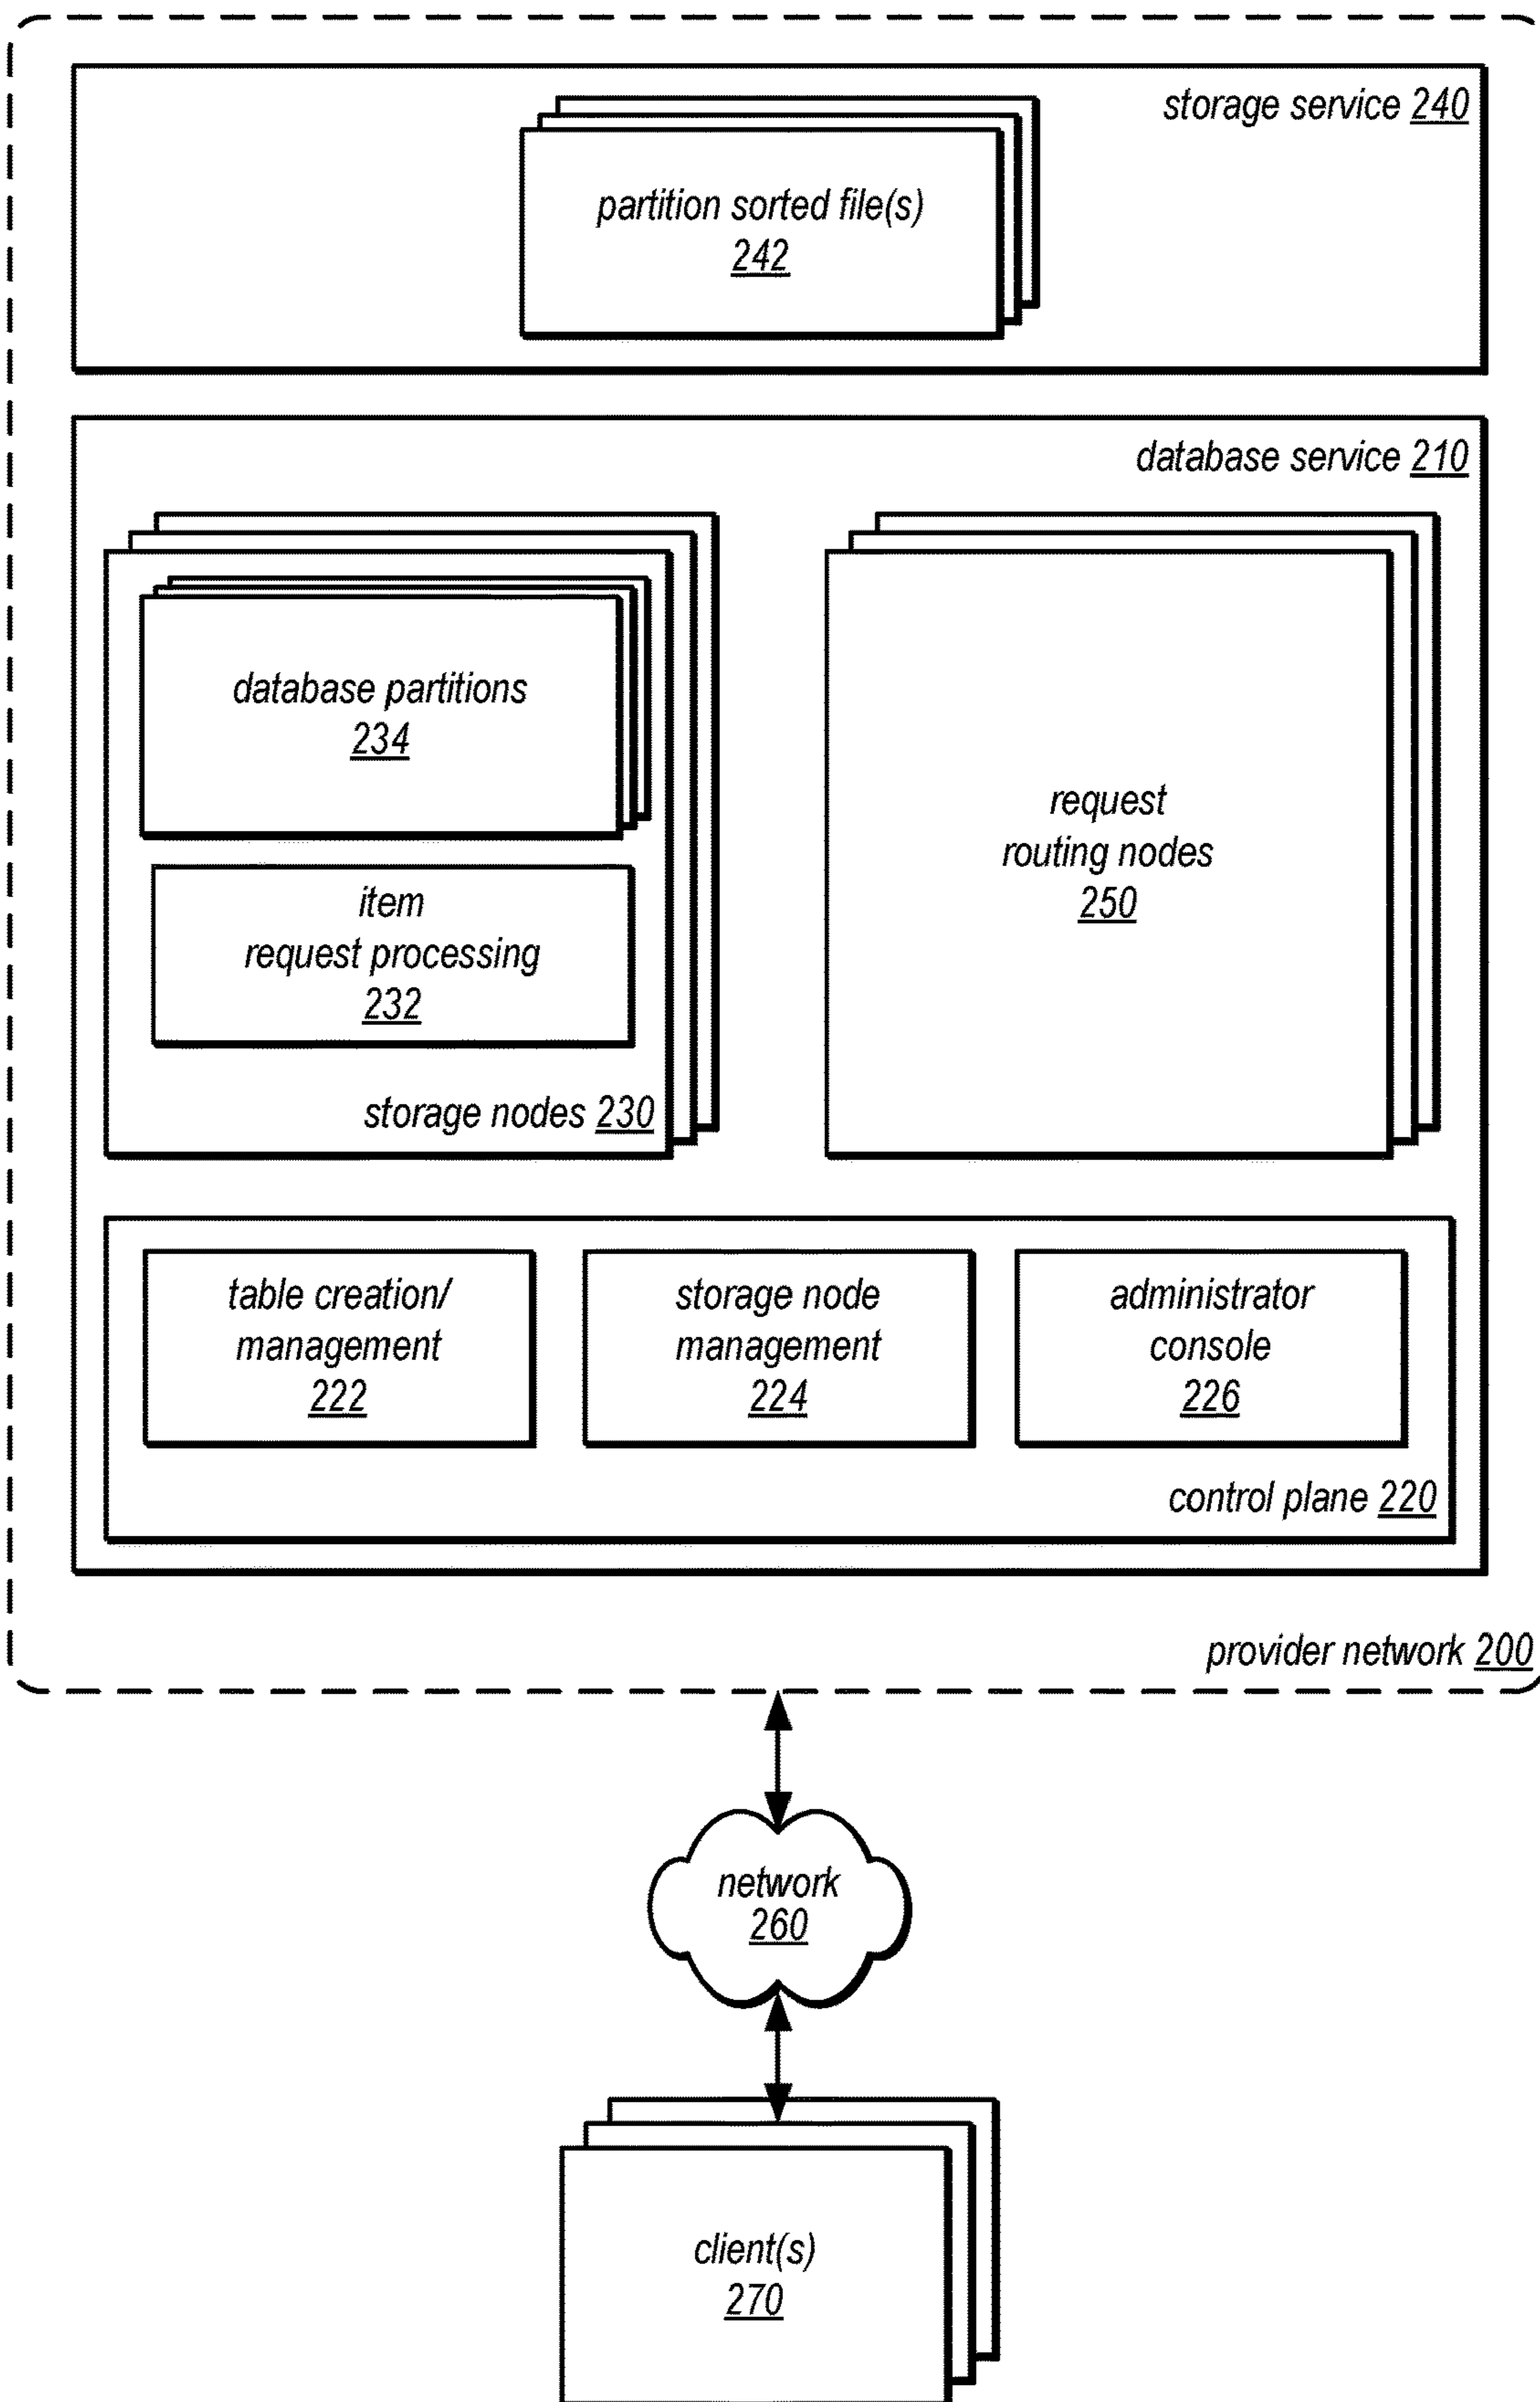 storage service 240
partition sorted file(s)
242
database service 210
database partitions
234
item
request processing
232
storage nodes 230
request
routing nodes
250
table creation/
management
222
storage node
management
224
administrator
console
226
control plane 220
provider network 200
network
260
client(s)
270